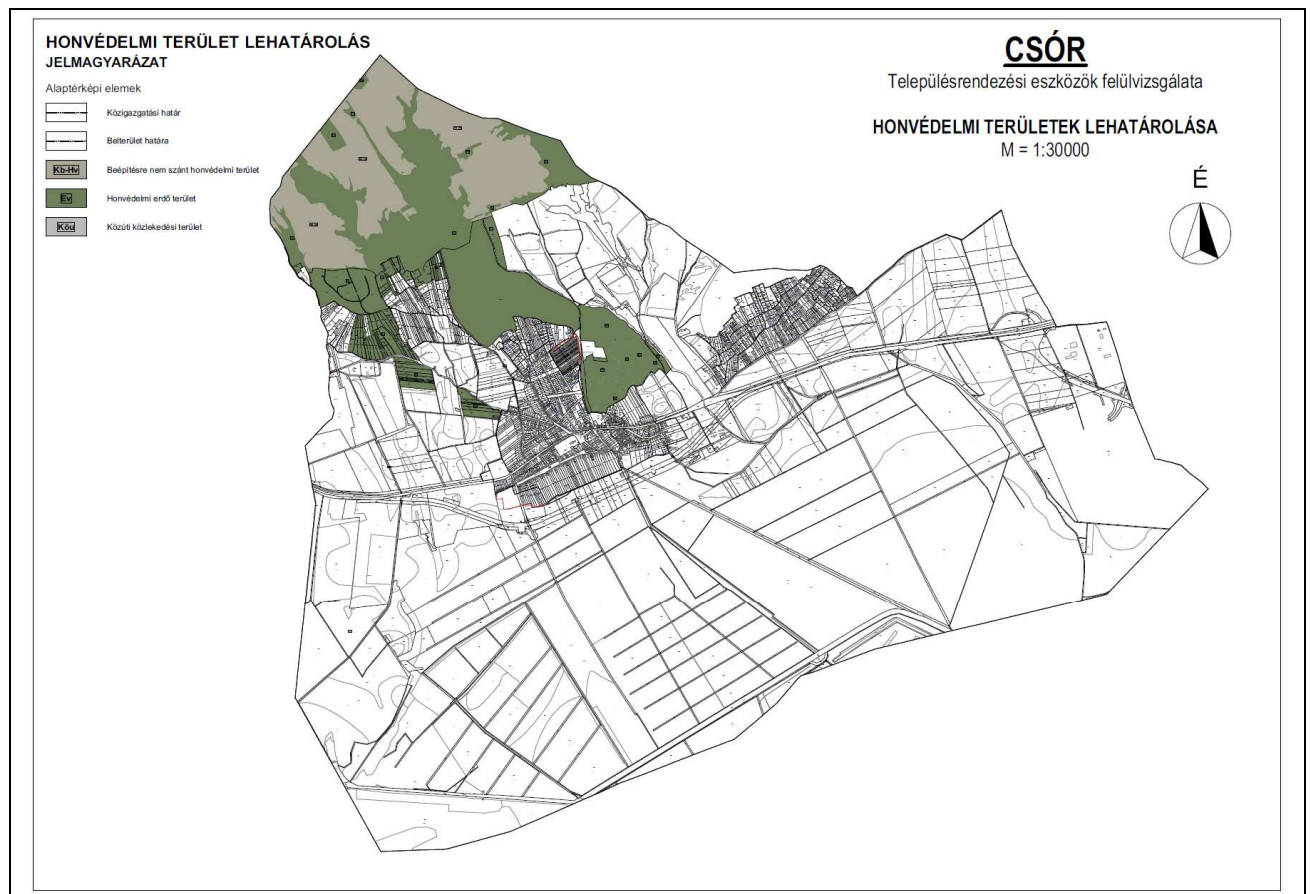 HONVÉDELMI TERÜLET LEHATÁROLÁS
JELMAGYARÁZAT
Alaptérképi elemek
Közigazgatási határ
Belterület határa
Kb-Hv Beépítésre nem szánt honvédelmi terület
Ev Honvédelmi erdő terület
Köu Közúti közlekedési terület
CSÓR
Településrendezési eszközök felülvizsgálata
HONVÉDELMI TERÜLETEK LEHATÁROLÁSA
M = 1:30000
É